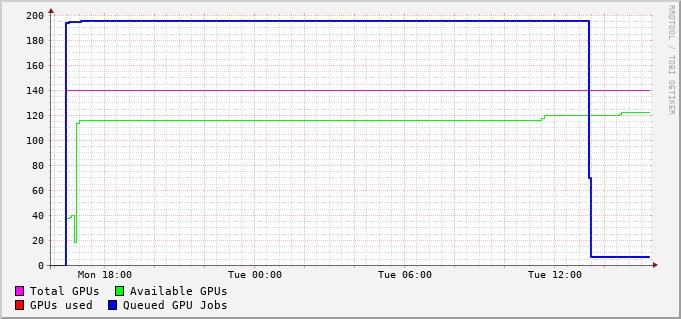 200
180
160
140
120
100
80
60
40
20
0
Mon 18:00 Tue 00:00 Tue 06:00 Tue 12:00
Total GPUs Available GPUs
GPUs used Queued GPU Jobs
RRDTOOL / TOBI OETIKER